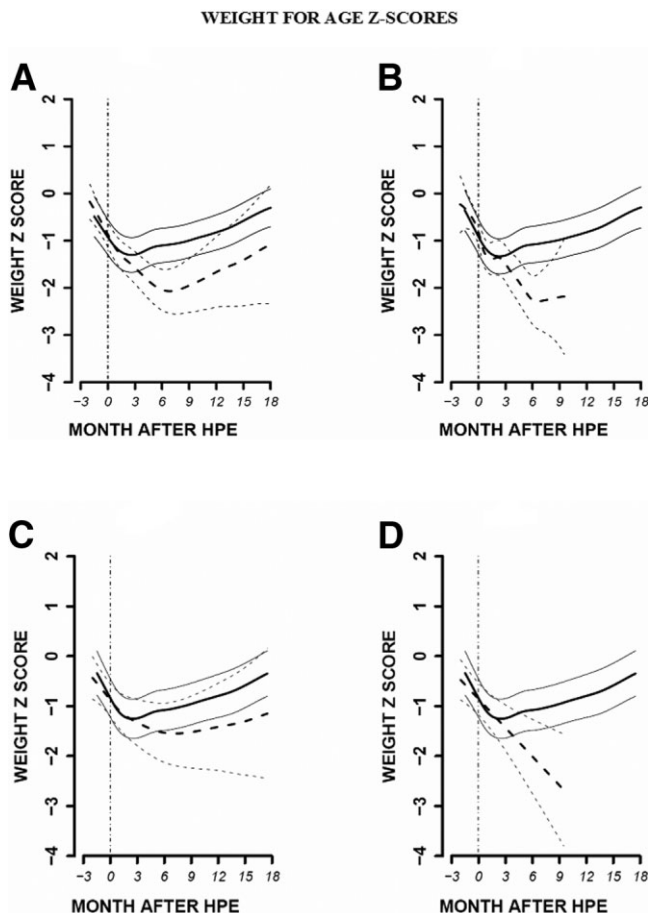 WEIGHT FOR AGE Z-SCORES
A
B
WEIGHT Z SCORE
2
1
0
−1
−2
−3
−4
−3 0 3 6 9 12 15 18
MONTH AFTER HPE
WEIGHT Z SCORE
2
1
0
−1
−2
−3
−4
−3 0 3 6 9 12 15 18
MONTH AFTER HPE
C
D
WEIGHT Z SCORE
2
1
0
−1
−2
−3
−4
−3 0 3 6 9 12 15 18
MONTH AFTER HPE
WEIGHT Z SCORE
2
1
0
−1
−2
−3
−4
−3 0 3 6 9 12 15 18
MONTH AFTER HPE